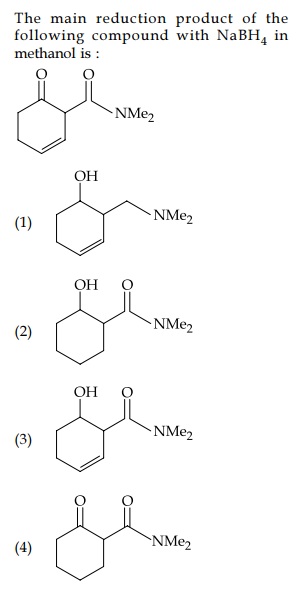 The main reduction product of the
following compound with NaBH₄ in
methanol is :
O O
NMe₂
OH
(1) NMe₂
OH O
(2) NMe₂
OH O
(3) NMe₂
O O
(4) NMe₂